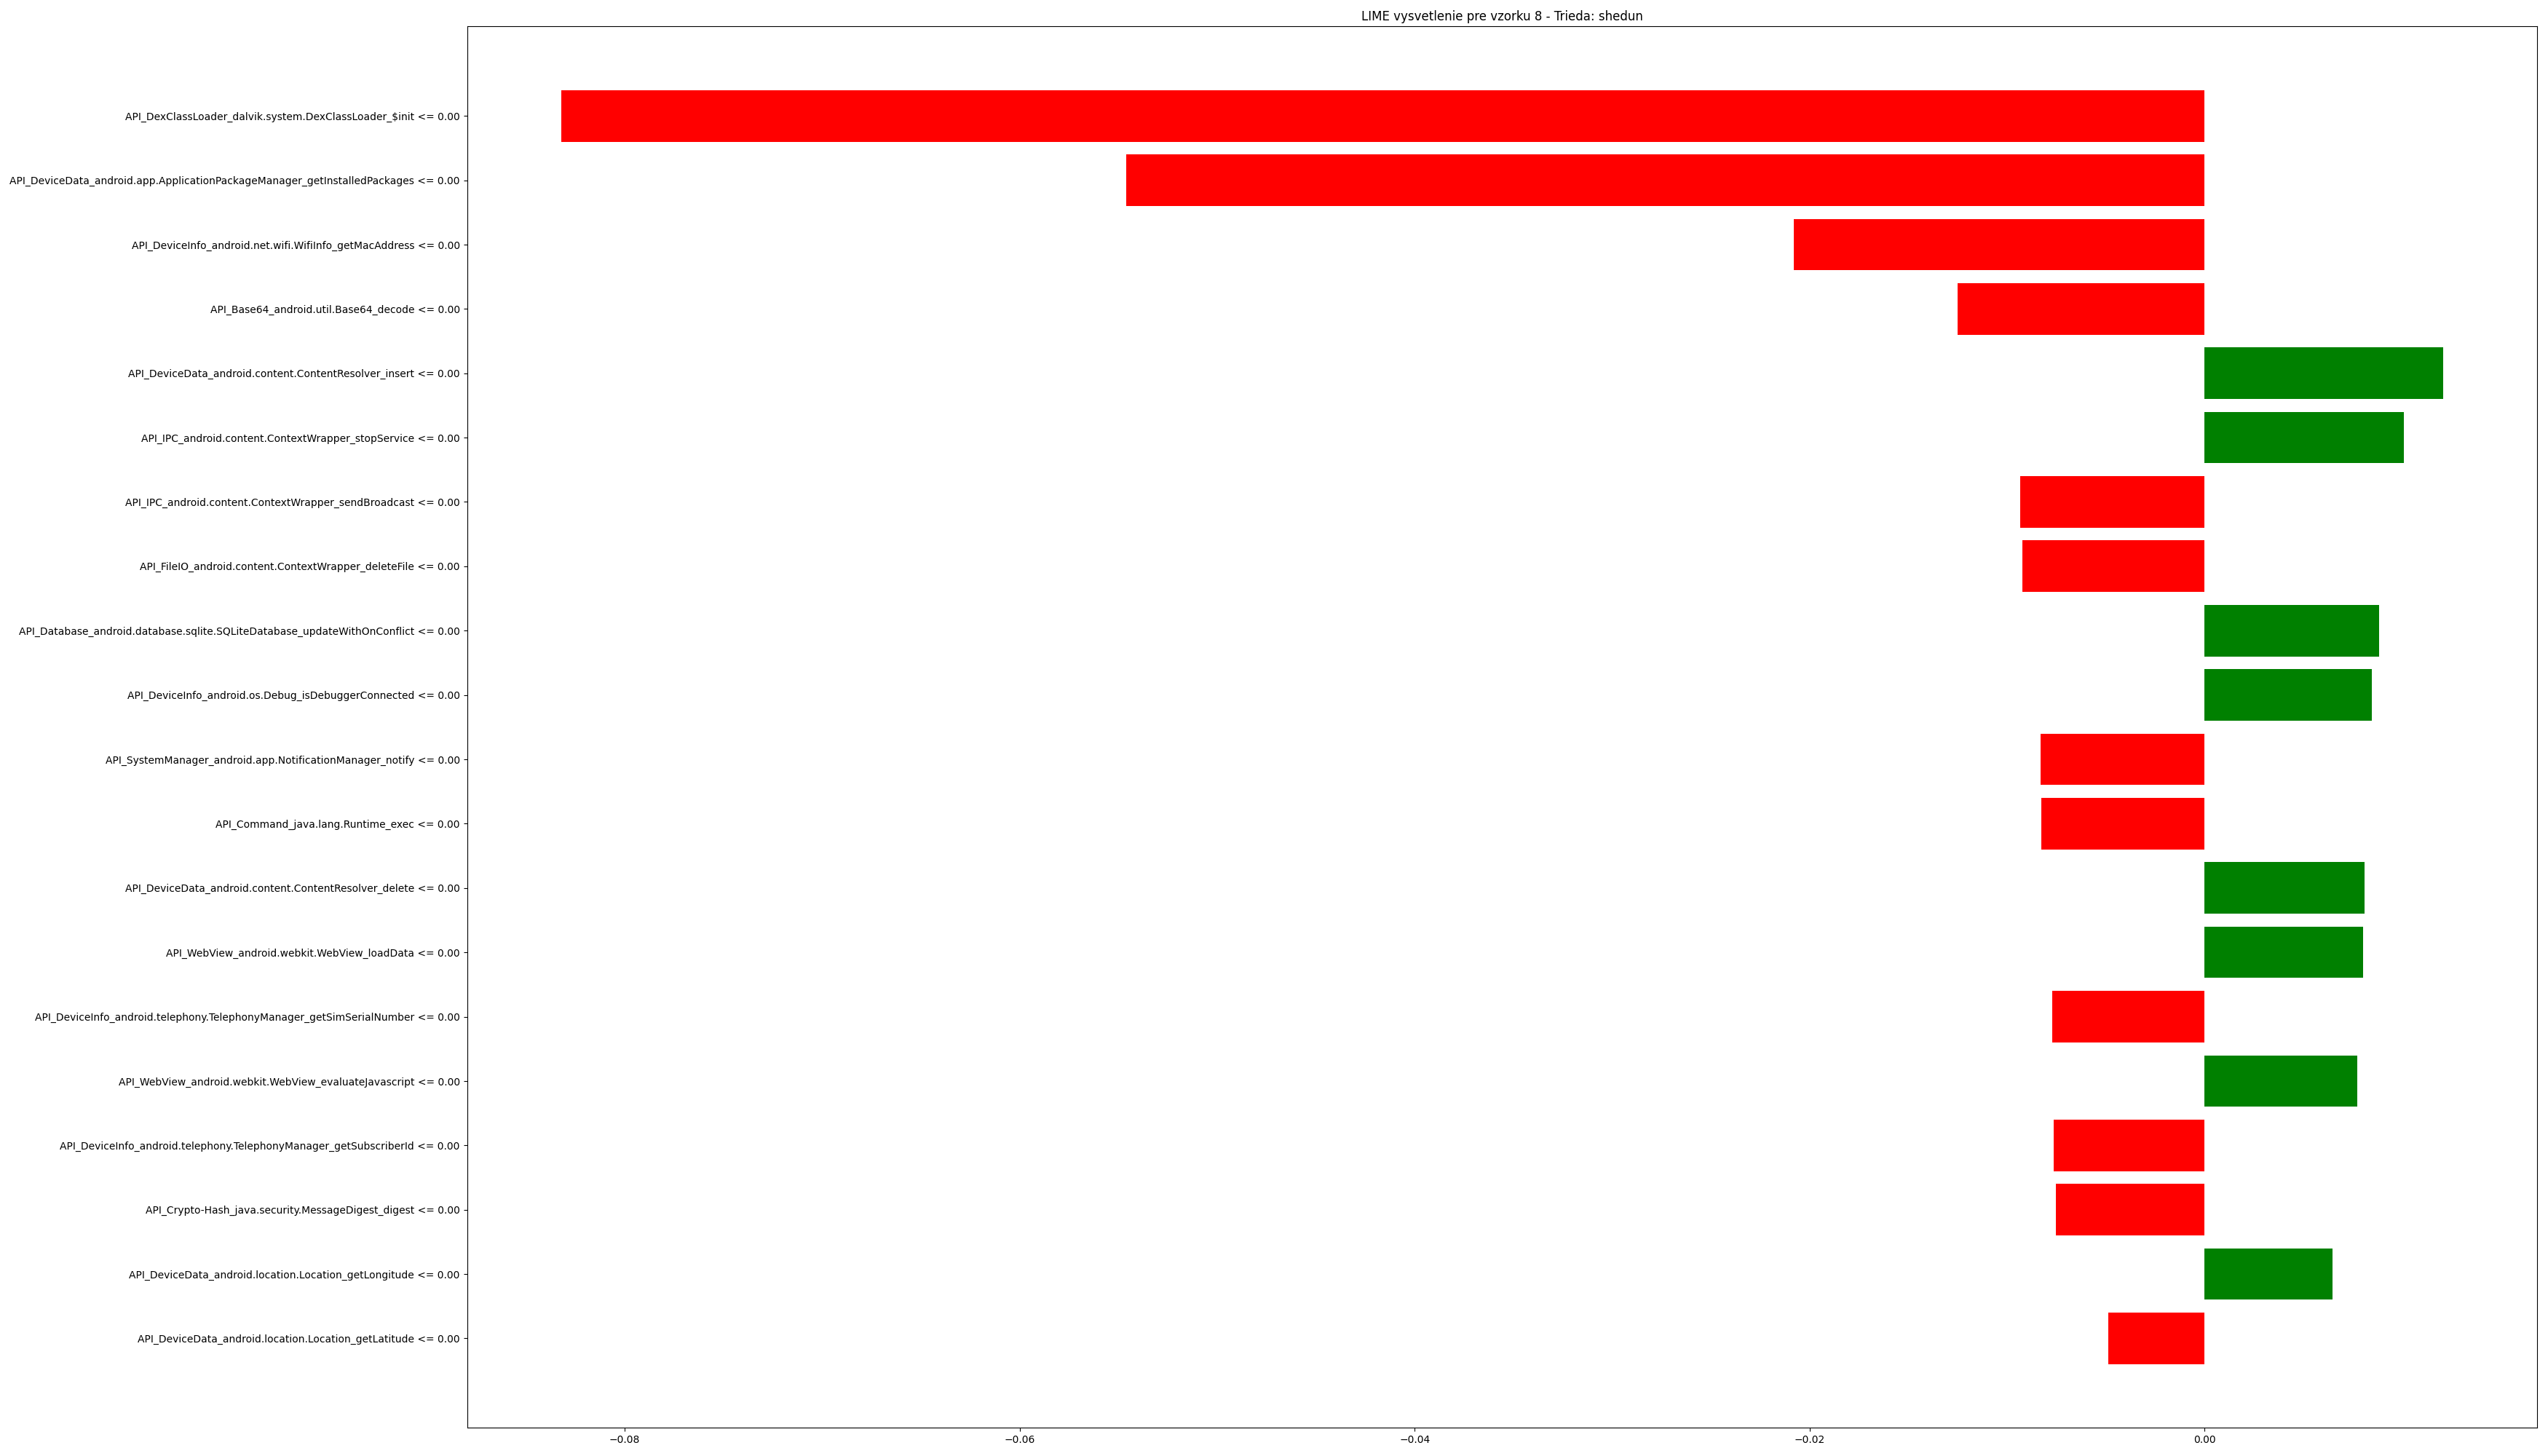 LIME vysvetlenie pre vzorku 8 - Trieda: shedun
API_DexClassLoader_dalvik.system.DexClassLoader_$init <= 0.00
API_DeviceData_android.app.ApplicationPackageManager_getInstalledPackages <= 0.00
API_DeviceInfo_android.net.wifi.WifiInfo_getMacAddress <= 0.00
API_Base64_android.util.Base64_decode <= 0.00
API_DeviceData_android.content.ContentResolver_insert <= 0.00
API_IPC_android.content.ContextWrapper_stopService <= 0.00
API_IPC_android.content.ContextWrapper_sendBroadcast <= 0.00
API_FileIO_android.content.ContextWrapper_deleteFile <= 0.00
API_Database_android.database.sqlite.SQLiteDatabase_updateWithOnConflict <= 0.00
API_DeviceInfo_android.os.Debug_isDebuggerConnected <= 0.00
API_SystemManager_android.app.NotificationManager_notify <= 0.00
API_Command_java.lang.Runtime_exec <= 0.00
API_DeviceData_android.content.ContentResolver_delete <= 0.00
API_WebView_android.webkit.WebView_loadData <= 0.00
API_DeviceInfo_android.telephony.TelephonyManager_getSimSerialNumber <= 0.00
API_WebView_android.webkit.WebView_evaluateJavascript <= 0.00
API_DeviceInfo_android.telephony.TelephonyManager_getSubscriberId <= 0.00
API_Crypto-Hash_java.security.MessageDigest_digest <= 0.00
API_DeviceData_android.location.Location_getLongitude <= 0.00
API_DeviceData_android.location.Location_getLatitude <= 0.00
−0.08 −0.06 −0.04 −0.02 0.00